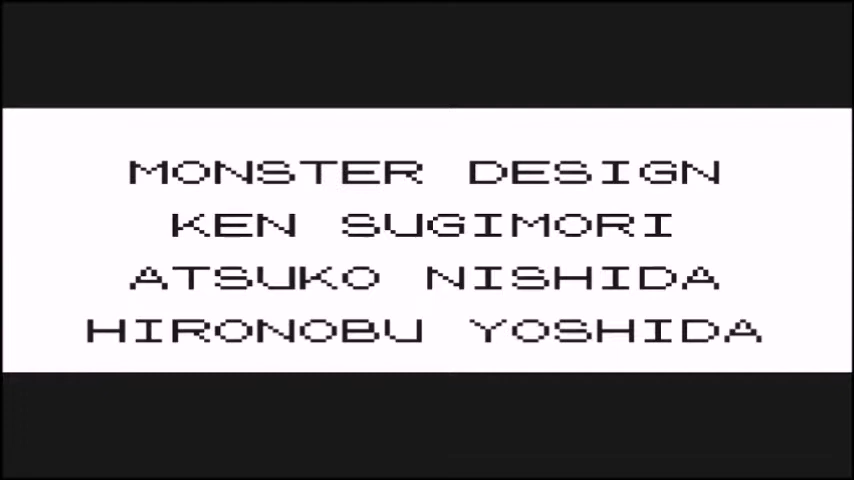 MONSTER DESIGN
KEN SUGIMORI
ATSUKO NISHIDA
HIRONOBU YOSHIDA